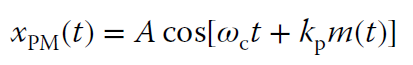 x_PM(t) = A cos[ω_c t + k_p m(t)]